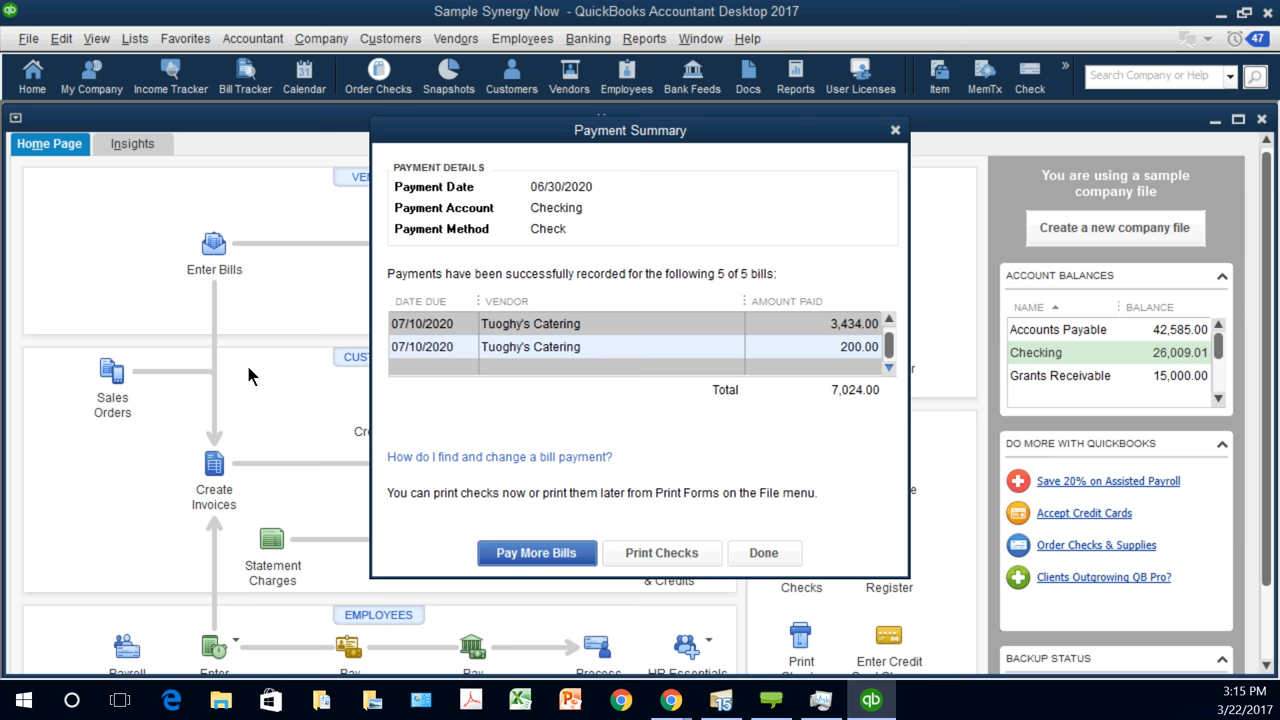 Sample Synergy Now - QuickBooks Accountant Desktop 2017
File Edit View Lists Favorites Accountant Company Customers Vendors Employees Banking Reports Window Help
47
Home My Company Income Tracker Bill Tracker Calendar Order Checks Snapshots Customers Vendors Employees Bank Feeds Docs Reports User Licenses Item MemTx Check
Search Company or Help
Home Page Insights
Payment Summary
PAYMENT DETAILS
Payment Date 06/30/2020
Payment Account Checking
Payment Method Check
Payments have been successfully recorded for the following 5 of 5 bills:
DATE DUE VENDOR AMOUNT PAID
07/10/2020 Tuoghy's Catering 3,434.00
07/10/2020 Tuoghy's Catering 200.00
Total 7,024.00
How do I find and change a bill payment?
You can print checks now or print them later from Print Forms on the File menu.
Pay More Bills Print Checks Done
Enter Bills
Sales
Orders
Create
Invoices
Statement
Charges
& Credits
EMPLOYEES
Payroll Enter Pay Pay Process HR Essentials
Checks Register
Print Enter Credit
You are using a sample
company file
Create a new company file
ACCOUNT BALANCES
NAME BALANCE
Accounts Payable 42,585.00
Checking 26,009.01
Grants Receivable 15,000.00
DO MORE WITH QUICKBOOKS
Save 20% on Assisted Payroll
Accept Credit Cards
Order Checks & Supplies
Clients Outgrowing QB Pro?
BACKUP STATUS
3:15 PM
3/22/2017